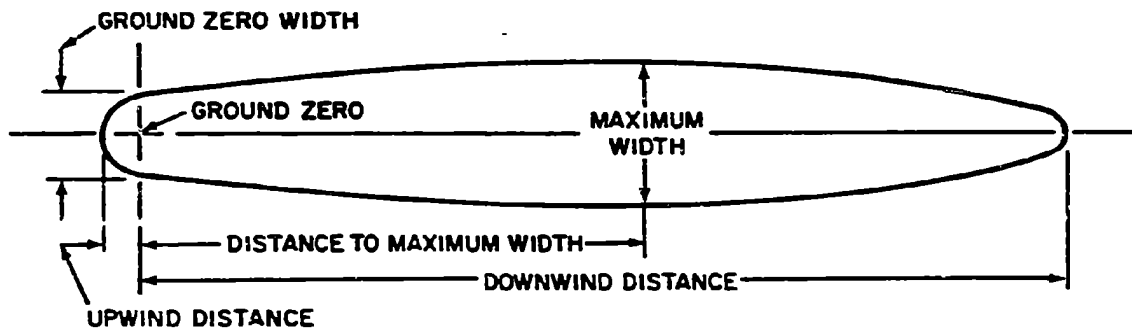 GROUND ZERO WIDTH
GROUND ZERO
MAXIMUM
WIDTH
DISTANCE TO MAXIMUM WIDTH
DOWNWIND DISTANCE
UPWIND DISTANCE